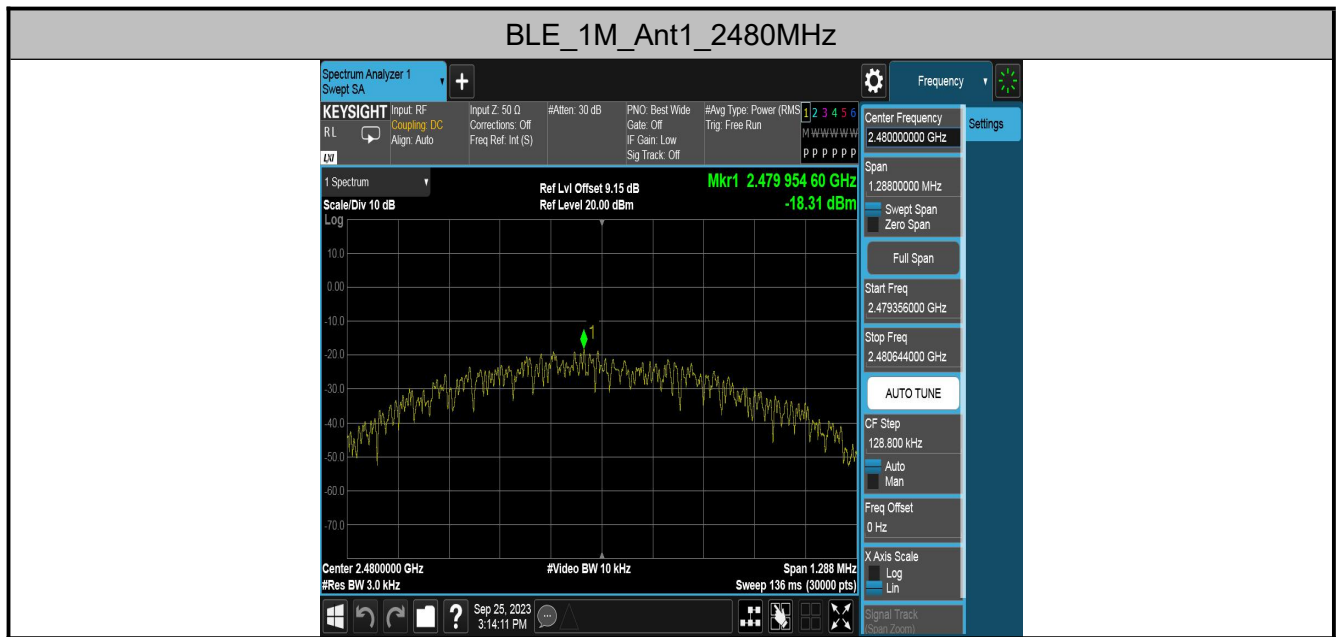 BLE_1M_Ant1_2480MHz
Spectrum Analyzer 1
Swept SA
+
Frequency
KEYSIGHT
RL
LXI
Input: RF
Coupling: DC
Align: Auto
Input Z: 50 Ω
Corrections: Off
Freq Ref: Int (S)
#Atten: 30 dB
PNO: Best Wide
Gate: Off
IF Gain: Low
Sig Track: Off
#Avg Type: Power (RMS
Trig: Free Run
1 2 3 4 5 6
M W W W W W
P P P P P P
1 Spectrum
Scale/Div 10 dB
Log
Ref Lvl Offset 9.15 dB
Ref Level 20.00 dBm
Mkr1 2.479 954 60 GHz
-18.31 dBm
10.0
0.00
-10.0
-20.0
-30.0
-40.0
-50.0
-60.0
-70.0
1
Center 2.4800000 GHz
#Res BW 3.0 kHz
#Video BW 10 kHz
Span 1.288 MHz
Sweep 136 ms (30000 pts)
Center Frequency
2.480000000 GHz
Settings
Span
1.28800000 MHz
Swept Span
Zero Span
Full Span
Start Freq
2.479356000 GHz
Stop Freq
2.480644000 GHz
AUTO TUNE
CF Step
128.800 kHz
Auto
Man
Freq Offset
0 Hz
X Axis Scale
Log
Lin
Signal Track
(Span Zoom)
?
Sep 25, 2023
3:14:11 PM